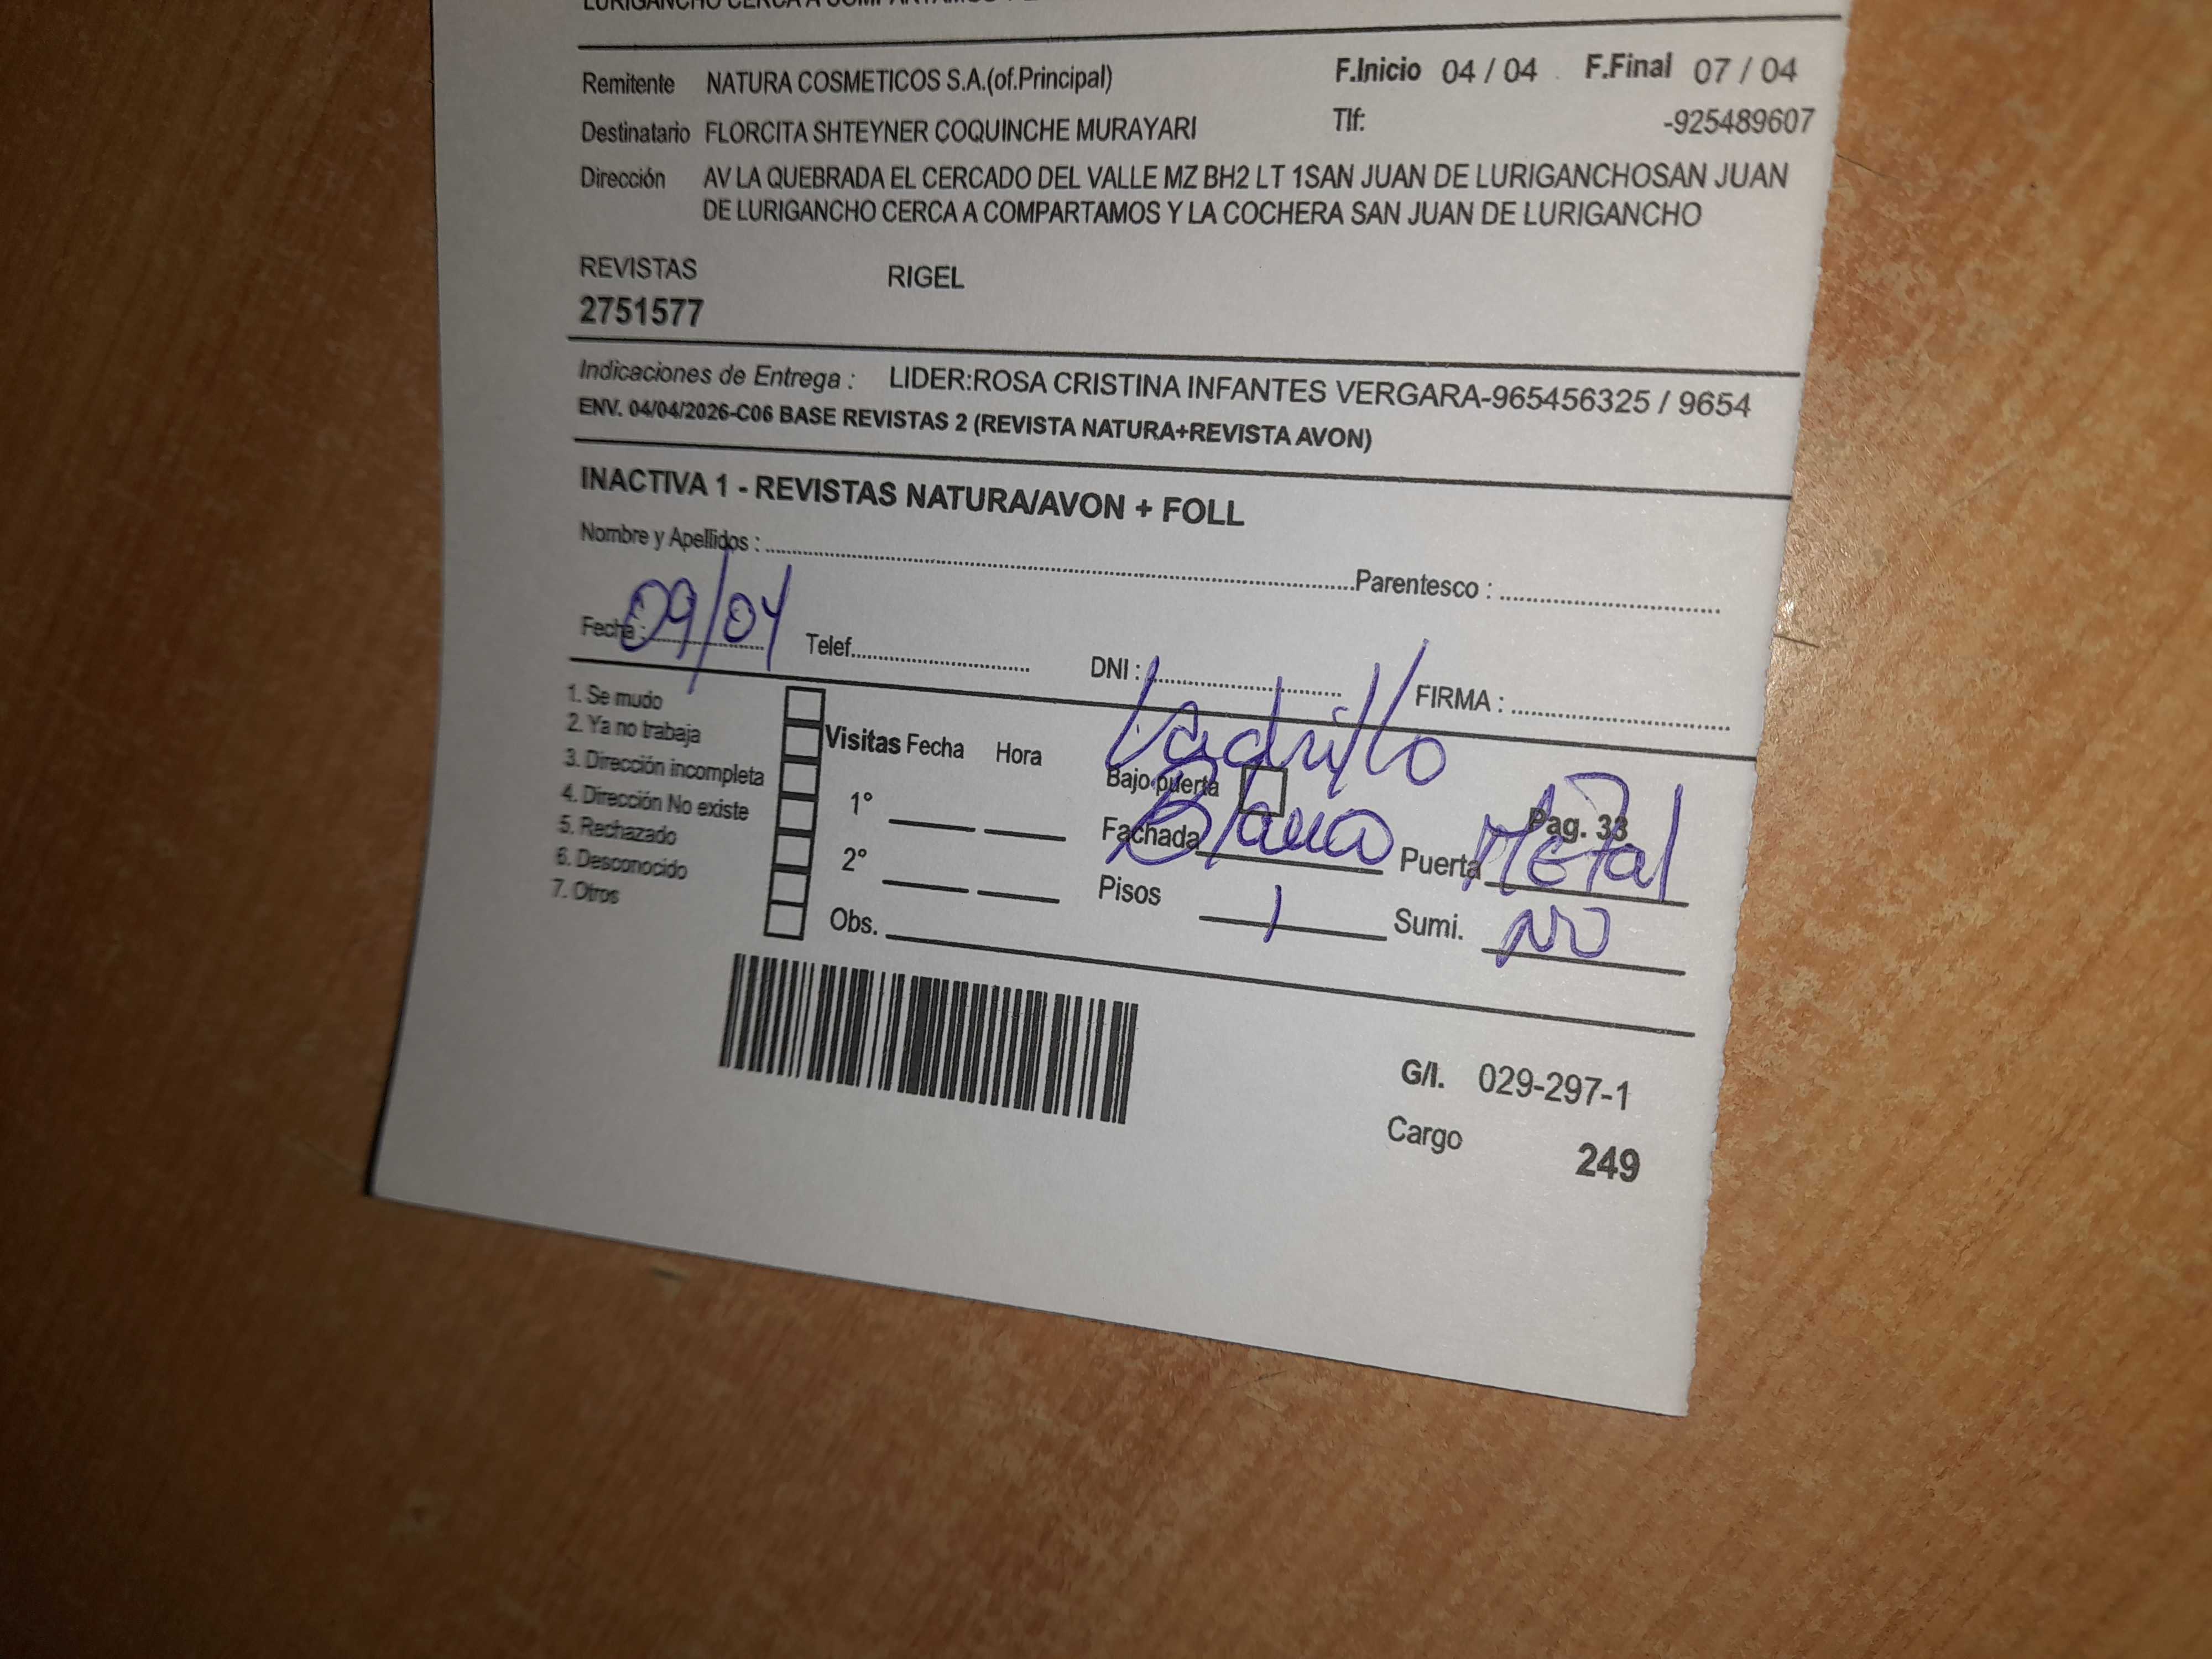 Remitente NATURA COSMETICOS S.A.(of.Principal) F.Inicio 04 / 04 F.Final 07 / 04
Destinatario FLORCITA SHTEYNER COQUINCHE MURAYARI Tlf: -925489607
Dirección AV LA QUEBRADA EL CERCADO DEL VALLE MZ BH2 LT 1SAN JUAN DE LURIGANCHOSAN JUAN
DE LURIGANCHO CERCA A COMPARTAMOS Y LA COCHERA SAN JUAN DE LURIGANCHO
REVISTAS RIGEL
2751577
Indicaciones de Entrega : LIDER:ROSA CRISTINA INFANTES VERGARA-965456325 / 9654
ENV. 04/04/2026-C06 BASE REVISTAS 2 (REVISTA NATURA+REVISTA AVON)
INACTIVA 1 - REVISTAS NATURA/AVON + FOLL
Nombre y Apellidos : Parentesco :
Fecha : 09/04 Telef. DNI : FIRMA :
1. Se mudo
2. Ya no trabaja
3. Dirección incompleta
4. Dirección No existe
5. Rechazado
6. Desconocido
7. Otros
Visitas Fecha Hora
1°
2°
Obs.
Ladrillo
Bajo puerta
Pag. 33
Fachada Blanco Puerta Metal
Pisos 1 Sumi. NO
G/I. 029-297-1
Cargo 249